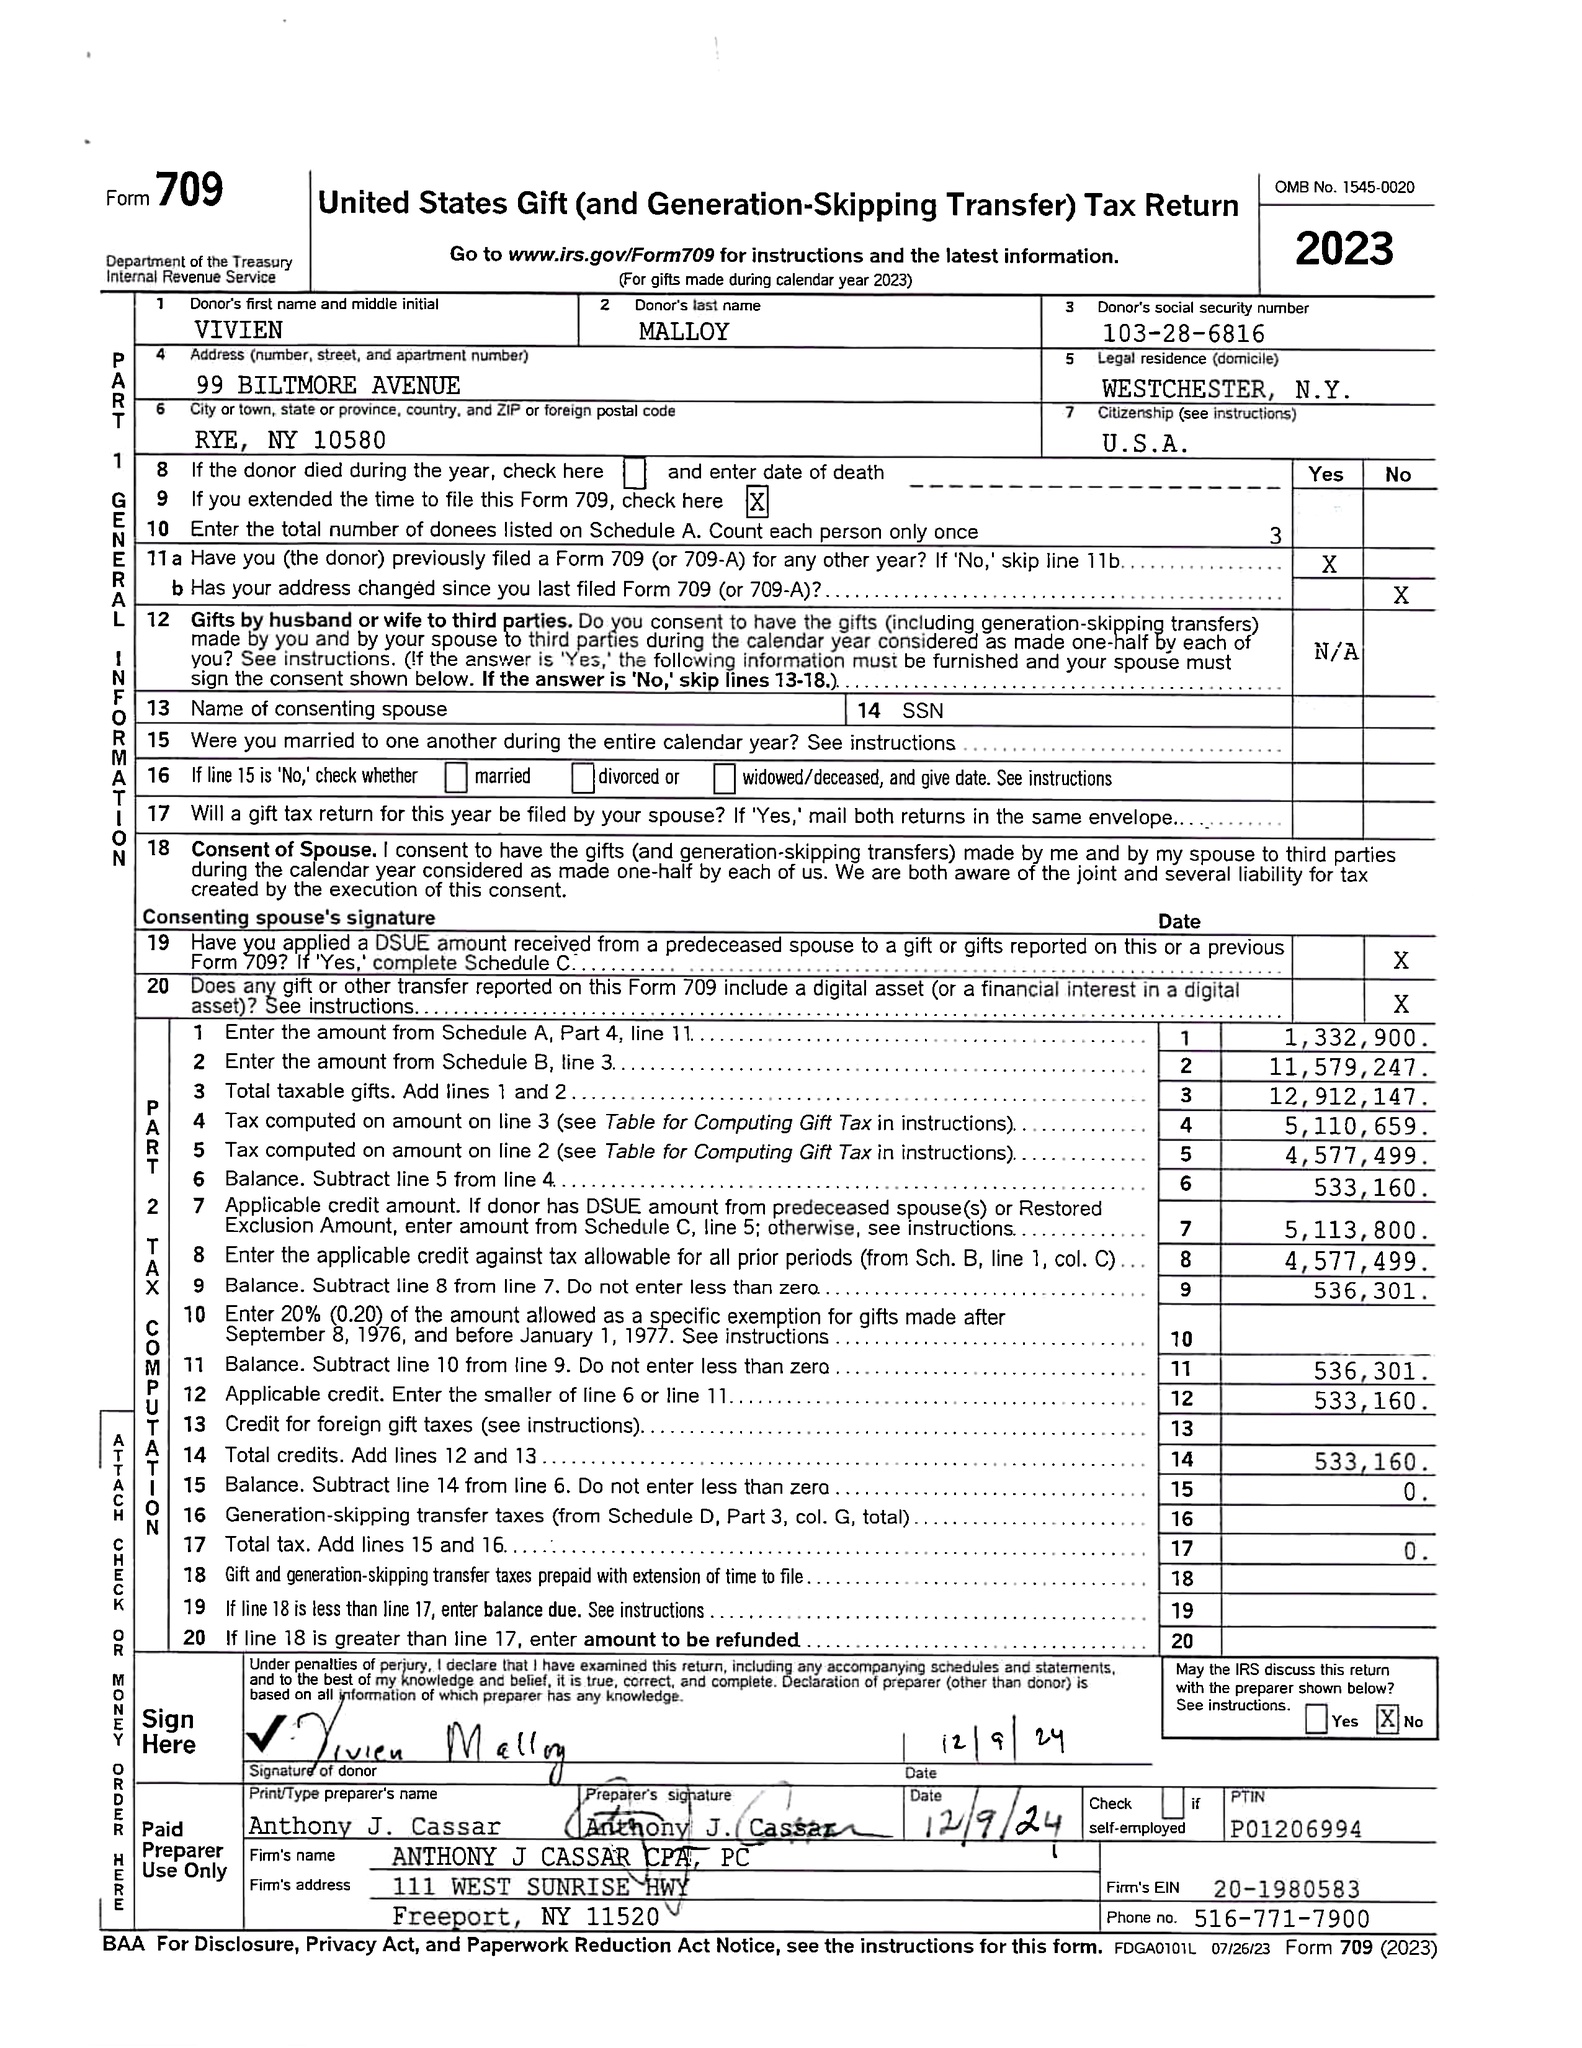 Form 709
United States Gift (and Generation-Skipping Transfer) Tax Return
OMB No. 1545-0020
Department of the Treasury
Internal Revenue Service
Go to www.irs.gov/Form709 for instructions and the latest information.
(For gifts made during calendar year 2023)
2023
PART 1 GENERAL INFORMATION
1 Donor's first name and middle initial
VIVIEN
2 Donor's last name
MALLOY
3 Donor's social security number
103-28-6816
4 Address (number, street, and apartment number)
99 BILTMORE AVENUE
5 Legal residence (domicile)
WESTCHESTER, N.Y.
6 City or town, state or province, country, and ZIP or foreign postal code
RYE, NY 10580
7 Citizenship (see instructions)
U.S.A.
8 If the donor died during the year, check here and enter date of death
Yes No
9 If you extended the time to file this Form 709, check here X
10 Enter the total number of donees listed on Schedule A. Count each person only once 3
11 a Have you (the donor) previously filed a Form 709 (or 709-A) for any other year? If 'No,' skip line 11b. X
b Has your address changed since you last filed Form 709 (or 709-A)? X
12 Gifts by husband or wife to third parties. Do you consent to have the gifts (including generation-skipping transfers)
made by you and by your spouse to third parties during the calendar year considered as made one-half by each of
you? See instructions. (If the answer is 'Yes,' the following information must be furnished and your spouse must
sign the consent shown below. If the answer is 'No,' skip lines 13-18.) N/A
13 Name of consenting spouse
14 SSN
15 Were you married to one another during the entire calendar year? See instructions
16 If line 15 is 'No,' check whether married divorced or widowed/deceased, and give date. See instructions
17 Will a gift tax return for this year be filed by your spouse? If 'Yes,' mail both returns in the same envelope.
18 Consent of Spouse. I consent to have the gifts (and generation-skipping transfers) made by me and by my spouse to third parties
during the calendar year considered as made one-half by each of us. We are both aware of the joint and several liability for tax
created by the execution of this consent.
Consenting spouse's signature Date
19 Have you applied a DSUE amount received from a predeceased spouse to a gift or gifts reported on this or a previous
Form 709? If 'Yes,' complete Schedule C. X
20 Does any gift or other transfer reported on this Form 709 include a digital asset (or a financial interest in a digital
asset)? See instructions. X
PART 2 TAX COMPUTATION
1 Enter the amount from Schedule A, Part 4, line 11. 1 1,332,900.
2 Enter the amount from Schedule B, line 3. 2 11,579,247.
3 Total taxable gifts. Add lines 1 and 2 3 12,912,147.
4 Tax computed on amount on line 3 (see Table for Computing Gift Tax in instructions). 4 5,110,659.
5 Tax computed on amount on line 2 (see Table for Computing Gift Tax in instructions). 5 4,577,499.
6 Balance. Subtract line 5 from line 4. 6 533,160.
7 Applicable credit amount. If donor has DSUE amount from predeceased spouse(s) or Restored
Exclusion Amount, enter amount from Schedule C, line 5; otherwise, see instructions. 7 5,113,800.
8 Enter the applicable credit against tax allowable for all prior periods (from Sch. B, line 1, col. C) 8 4,577,499.
9 Balance. Subtract line 8 from line 7. Do not enter less than zero 9 536,301.
10 Enter 20% (0.20) of the amount allowed as a specific exemption for gifts made after
September 8, 1976, and before January 1, 1977. See instructions 10
11 Balance. Subtract line 10 from line 9. Do not enter less than zero 11 536,301.
12 Applicable credit. Enter the smaller of line 6 or line 11. 12 533,160.
13 Credit for foreign gift taxes (see instructions). 13
14 Total credits. Add lines 12 and 13 14 533,160.
15 Balance. Subtract line 14 from line 6. Do not enter less than zero 15 0.
16 Generation-skipping transfer taxes (from Schedule D, Part 3, col. G, total) 16
17 Total tax. Add lines 15 and 16. 17 0.
18 Gift and generation-skipping transfer taxes prepaid with extension of time to file 18
19 If line 18 is less than line 17, enter balance due. See instructions 19
20 If line 18 is greater than line 17, enter amount to be refunded 20
ATTACH CHECK OR MONEY ORDER HERE
Sign Here
Under penalties of perjury, I declare that I have examined this return, including any accompanying schedules and statements,
and to the best of my knowledge and belief, it is true, correct, and complete. Declaration of preparer (other than donor) is
based on all information of which preparer has any knowledge.
May the IRS discuss this return
with the preparer shown below?
See instructions. Yes X No
✓ Vivien Malloy 12/9/24
Signature of donor Date
Paid Preparer Use Only
Print/Type preparer's name
Anthony J. Cassar
Preparer's signature
Anthony J. Cassar
Date
12/9/24
Check if self-employed
PTIN
P01206994
Firm's name ANTHONY J CASSAR CPA, PC
Firm's address 111 WEST SUNRISE HWY
Firm's EIN 20-1980583
Freeport, NY 11520
Phone no. 516-771-7900
BAA For Disclosure, Privacy Act, and Paperwork Reduction Act Notice, see the instructions for this form. FDGA0101L 07/26/23 Form 709 (2023)